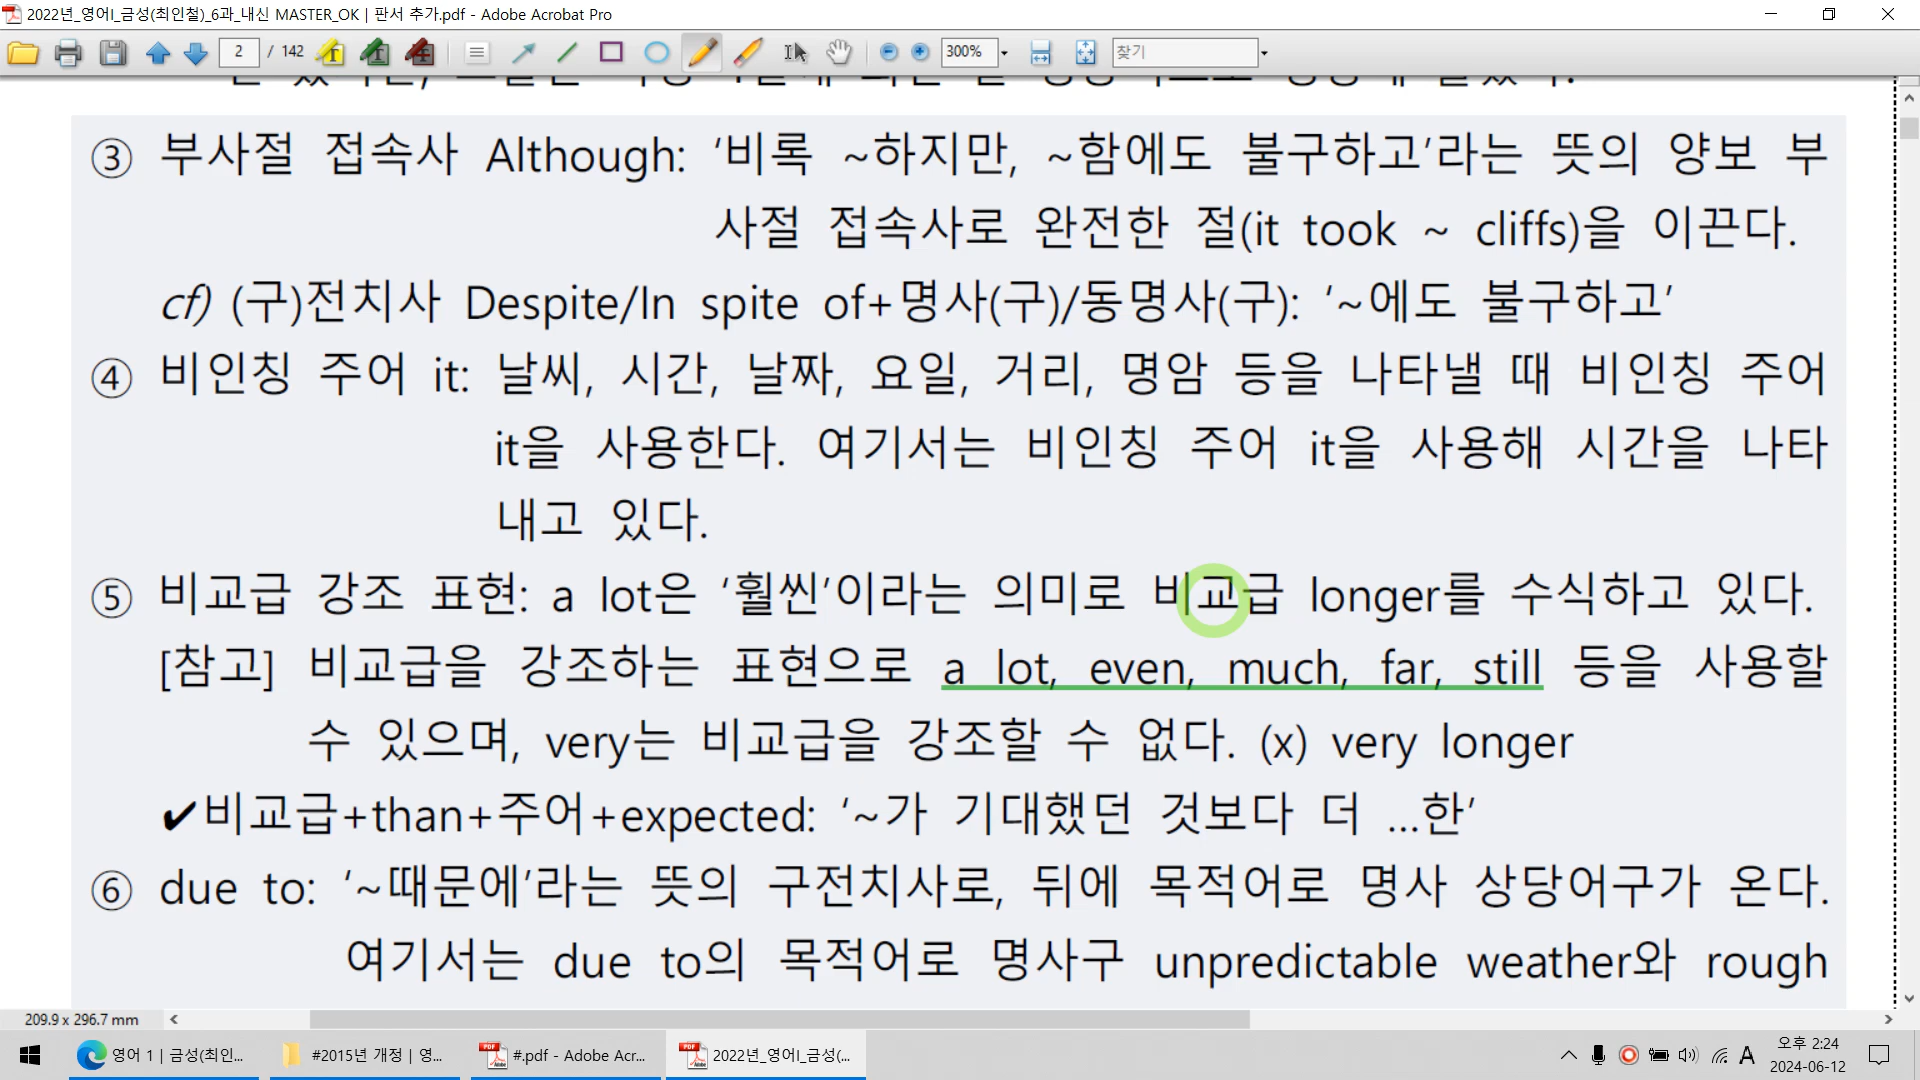 2022년_영어I_금성(최인철)_6과_내신 MASTER_OK | 판서 추가.pdf - Adobe Acrobat Pro
2 / 142 300% 찾기
③ 부사절 접속사 Although: ‘비록 ~하지만, ~함에도 불구하고’라는 뜻의 양보 부
사절 접속사로 완전한 절(it took ~ cliffs)을 이끈다.
cf) (구)전치사 Despite/In spite of+명사(구)/동명사(구): ‘~에도 불구하고’
④ 비인칭 주어 it: 날씨, 시간, 날짜, 요일, 거리, 명암 등을 나타낼 때 비인칭 주어
it을 사용한다. 여기서는 비인칭 주어 it을 사용해 시간을 나타
내고 있다.
⑤ 비교급 강조 표현: a lot은 ‘훨씬’이라는 의미로 비교급 longer를 수식하고 있다.
[참고] 비교급을 강조하는 표현으로 a lot, even, much, far, still 등을 사용할
수 있으며, very는 비교급을 강조할 수 없다. (x) very longer
✔비교급+than+주어+expected: ‘~가 기대했던 것보다 더 …한’
⑥ due to: ‘~때문에’라는 뜻의 구전치사로, 뒤에 목적어로 명사 상당어구가 온다.
여기서는 due to의 목적어로 명사구 unpredictable weather와 rough
209.9 x 296.7 mm
영어 1 | 금성(최인... #2015년 개정 | 영... #.pdf - Adobe Acr... 2022년_영어I_금성(... A 오후 2:24
2024-06-12